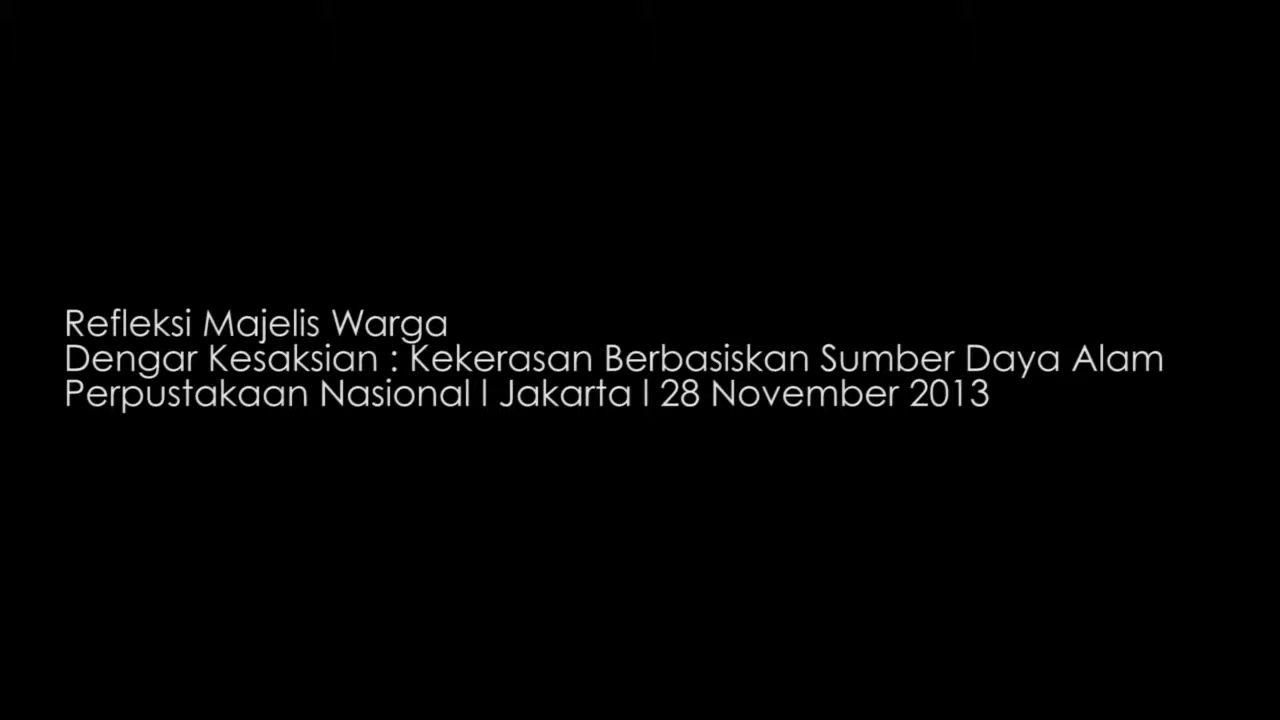 Refleksi Majelis Warga
Dengar Kesaksian : Kekerasan Berbasiskan Sumber Daya Alam
Perpustakaan Nasional l Jakarta l 28 November 2013